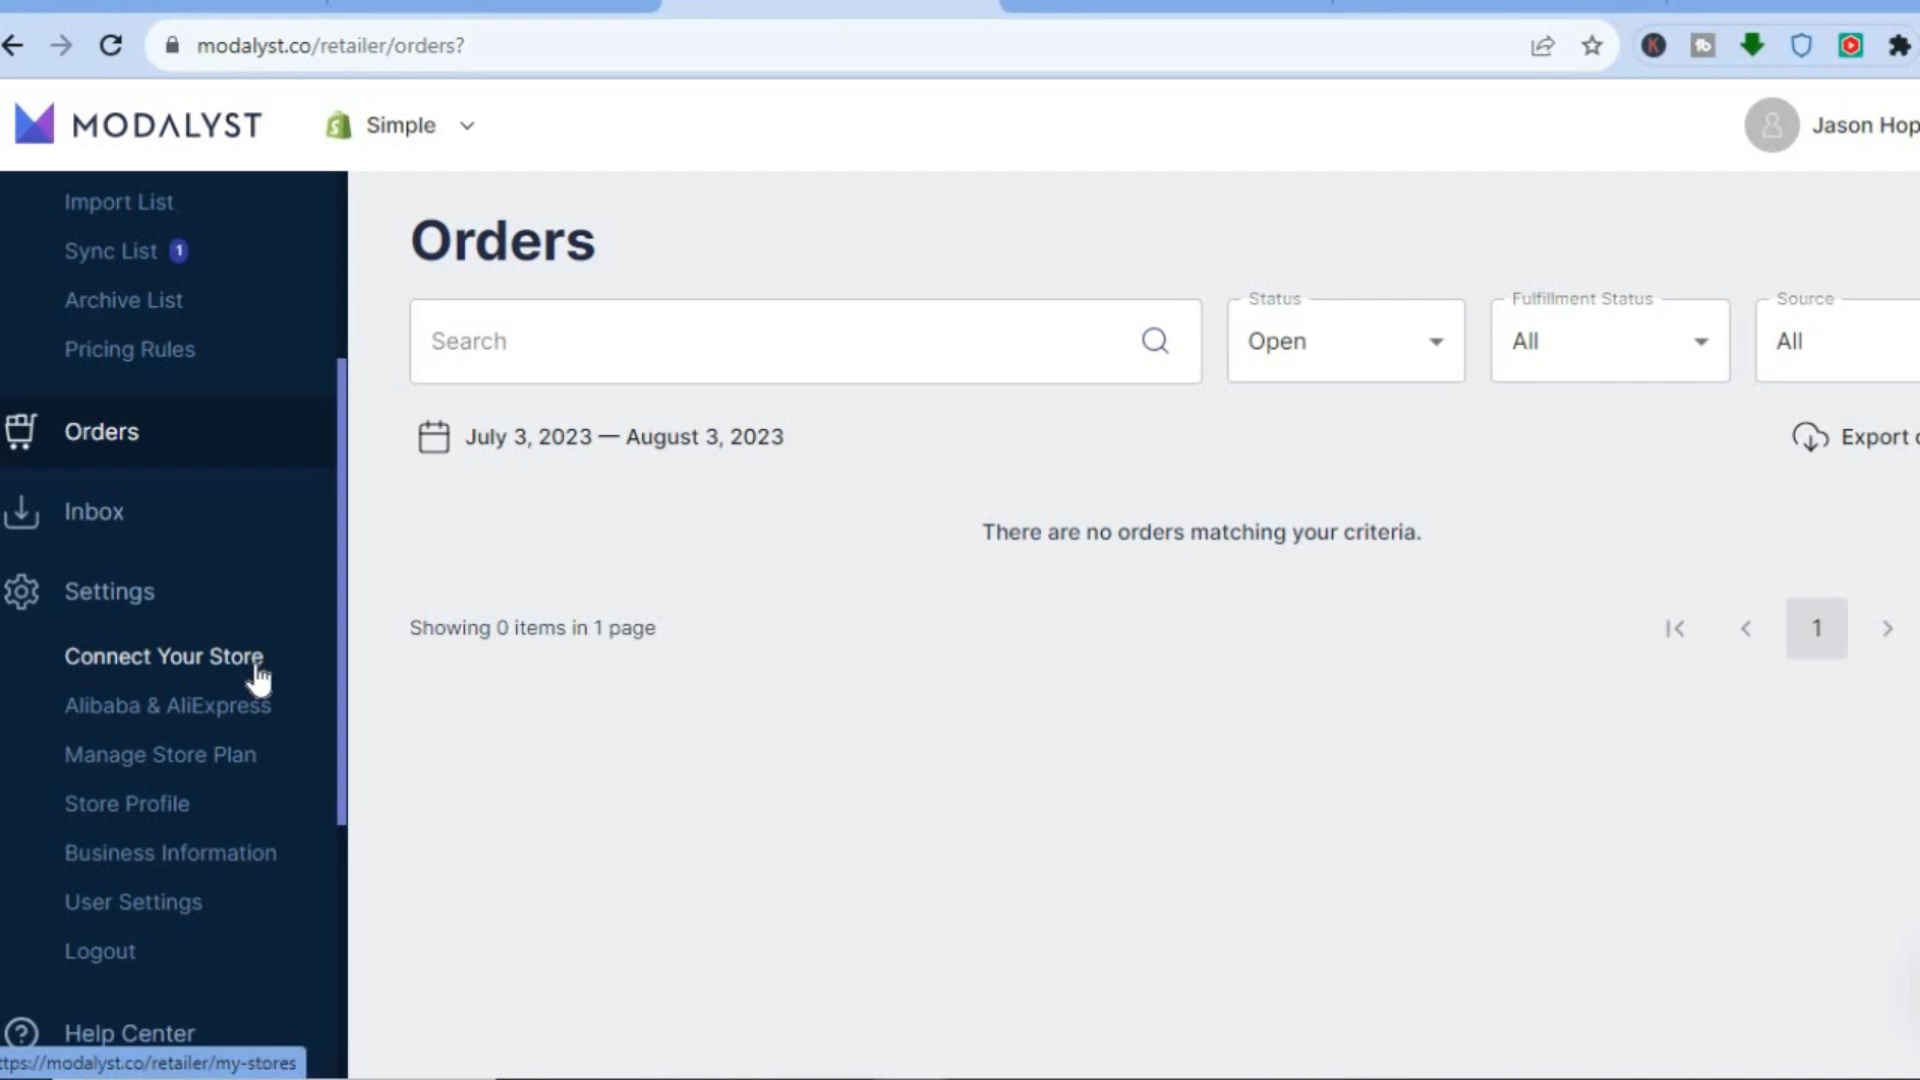 modalyst.co/retailer/orders?
MODALYST
Simple
Jason Hop
Import List
Sync List 1
Archive List
Pricing Rules
Orders
Inbox
Settings
Connect Your Store
Alibaba & AliExpress
Manage Store Plan
Store Profile
Business Information
User Settings
Logout
Help Center
ttps://modalyst.co/retailer/my-stores
Orders
Search
Status
Open
Fulfillment Status
All
Source
All
July 3, 2023 — August 3, 2023
Export
There are no orders matching your criteria.
Showing 0 items in 1 page
1